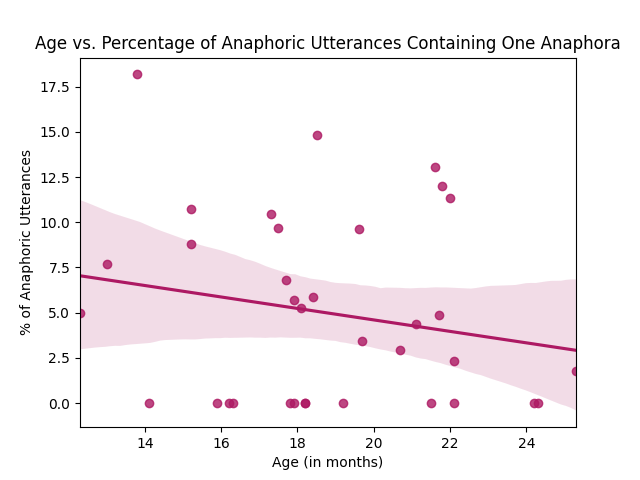 Age vs. Percentage of Anaphoric Utterances Containing One Anaphora
17.5
15.0
12.5
10.0
7.5
5.0
2.5
0.0
% of Anaphoric Utterances
14 16 18 20 22 24
Age (in months)